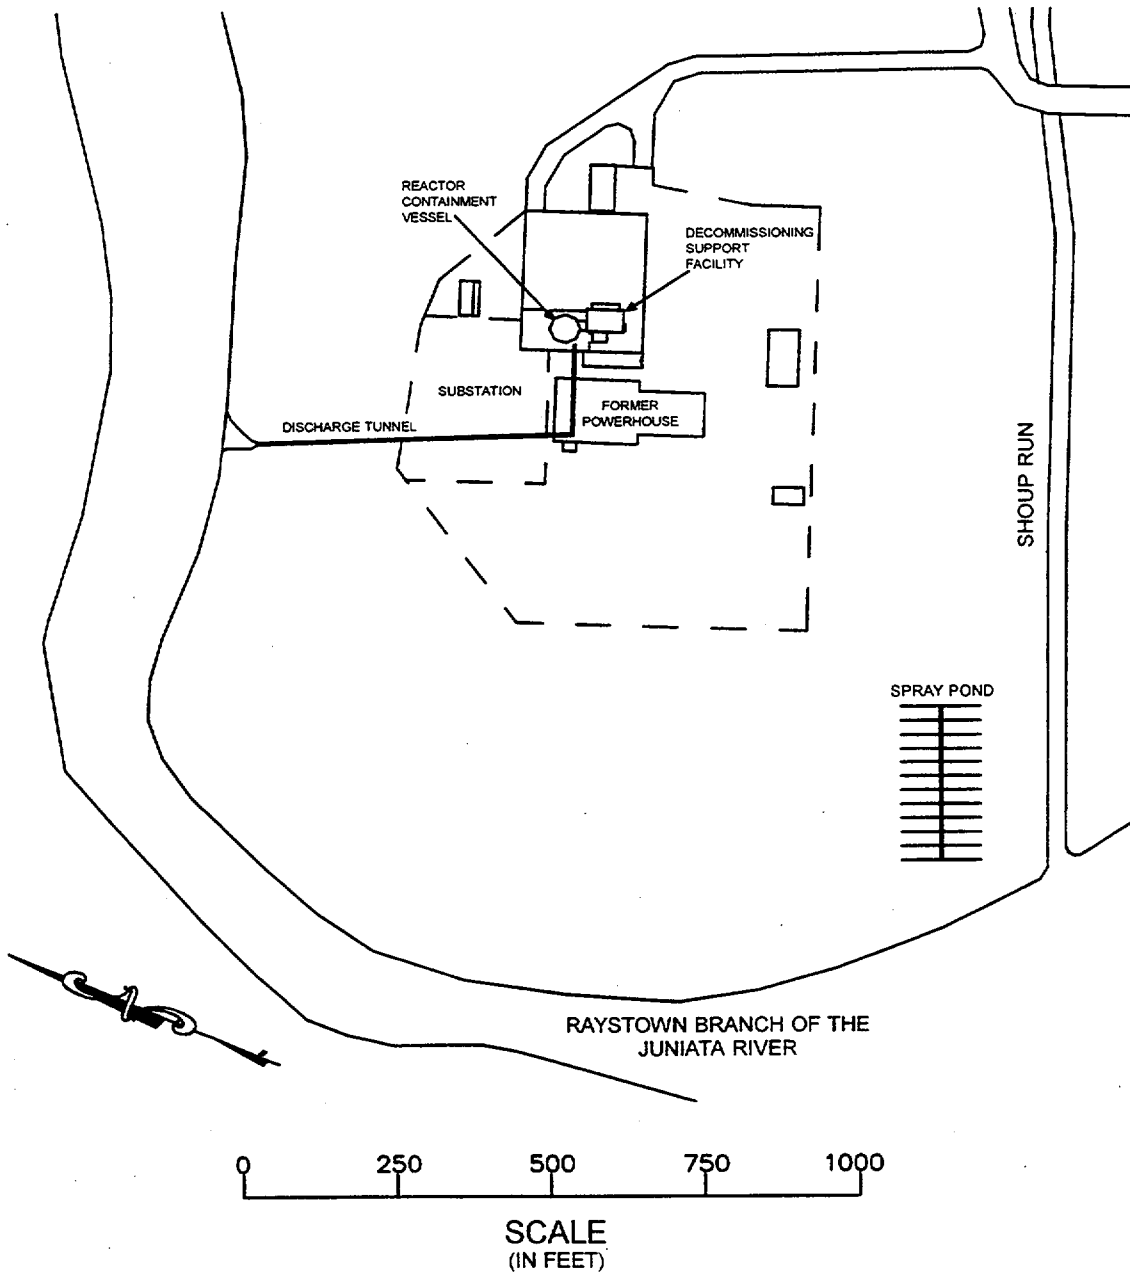 REACTOR
CONTAINMENT
VESSEL
DECOMMISSIONING
SUPPORT
FACILITY
SUBSTATION
FORMER
POWERHOUSE
DISCHARGE TUNNEL
SHOUP RUN
SPRAY POND
RAYSTOWN BRANCH OF THE
JUNIATA RIVER
0 250 500 750 1000
SCALE
(IN FEET)